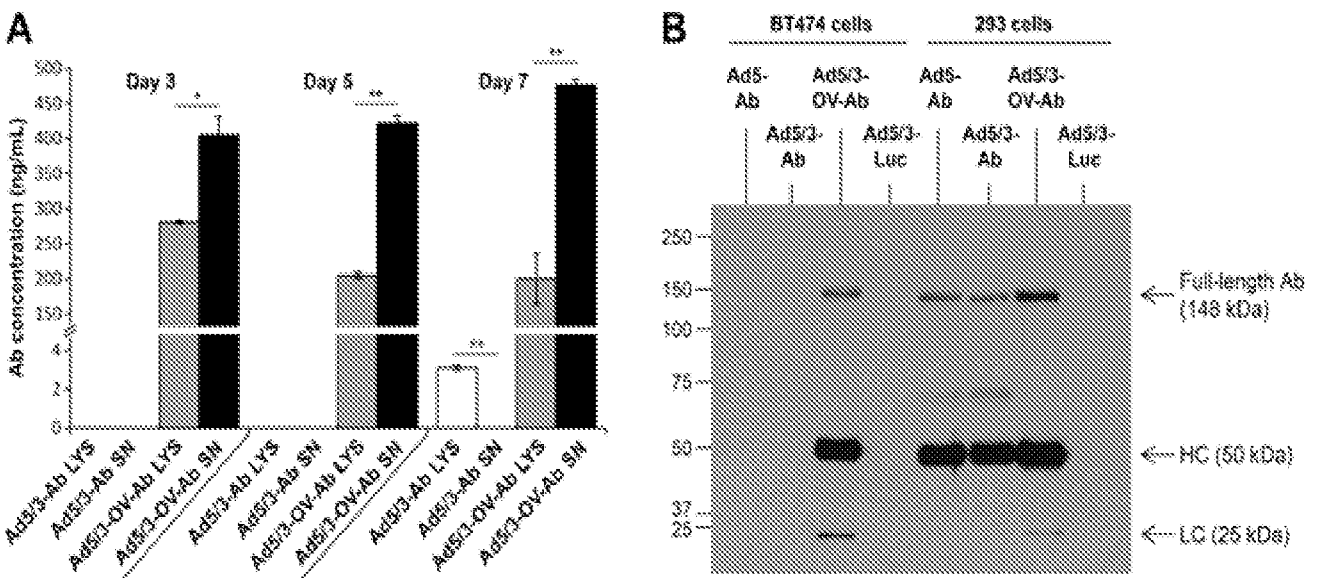 A
Ab concentration (ng/mL)
500
450
400
350
300
250
200
150
4
2
0
Day 3
*
Day 5
**
Day 7
**
**
Ad5/3-Ab LYS
Ad5/3-Ab SN
Ad5/3-OV-Ab LYS
Ad5/3-OV-Ab SN
Ad5/3-Ab LYS
Ad5/3-Ab SN
Ad5/3-OV-Ab LYS
Ad5/3-OV-Ab SN
Ad5/3-Ab LYS
Ad5/3-Ab SN
Ad5/3-OV-Ab LYS
Ad5/3-OV-Ab SN
B
BT474 cells
293 cells
Ad5-
Ab
Ad5/3-
OV-Ab
Ad5-
Ab
Ad5/3-
OV-Ab
Ad5/3-
Ab
Ad5/3-
Luc
Ad5/3-
Ab
Ad5/3-
Luc
250
150
100
75
50
37
25
Full-length Ab
(148 kDa)
HC (50 kDa)
LC (25 kDa)